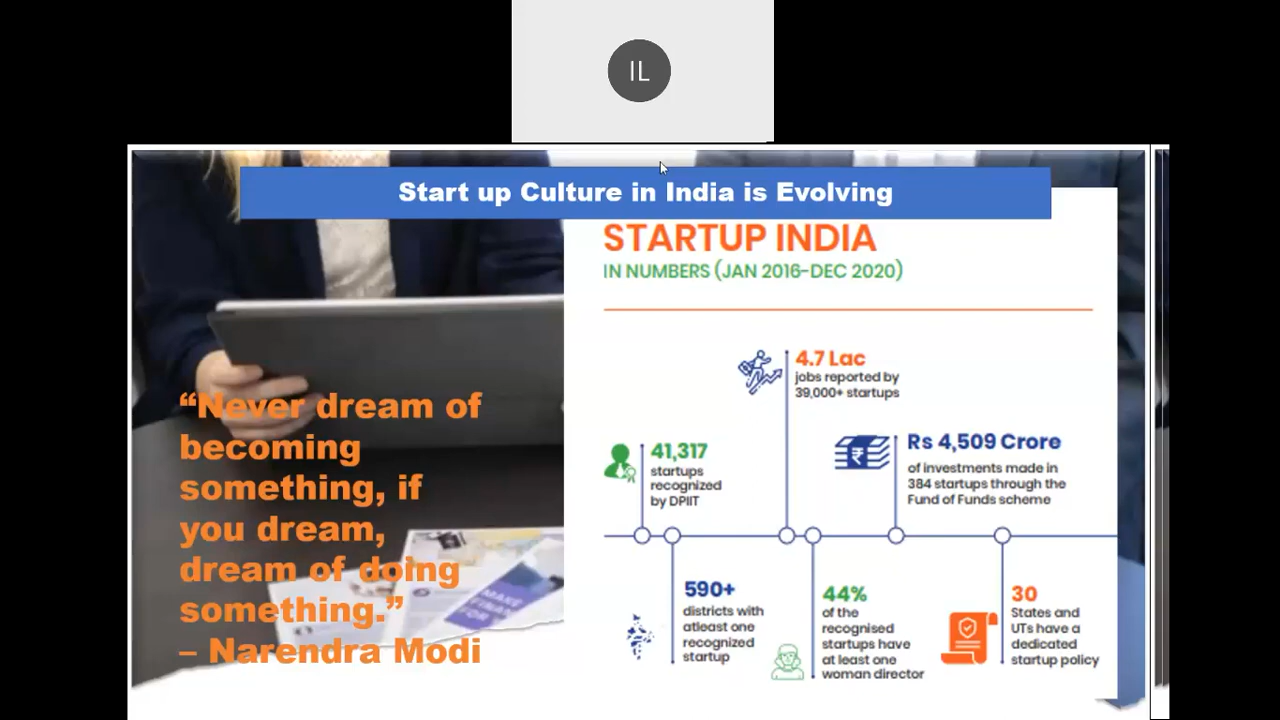 IL
Start up Culture in India is Evolving
STARTUP INDIA
IN NUMBERS (JAN 2016-DEC 2020)
4.7 Lac
jobs reported by
39,000+ startups
41,317
startups
recognized
by DPIIT
Rs 4,509 Crore
of investments made in
384 startups through the
Fund of Funds scheme
590+
districts with
atleast one
recognized
startup
44%
of the
recognised
startups have
at least one
woman director
30
States and
UTs have a
dedicated
startup policy
“Never dream of
becoming
something, if
you dream,
dream of doing
something.”
– Narendra Modi